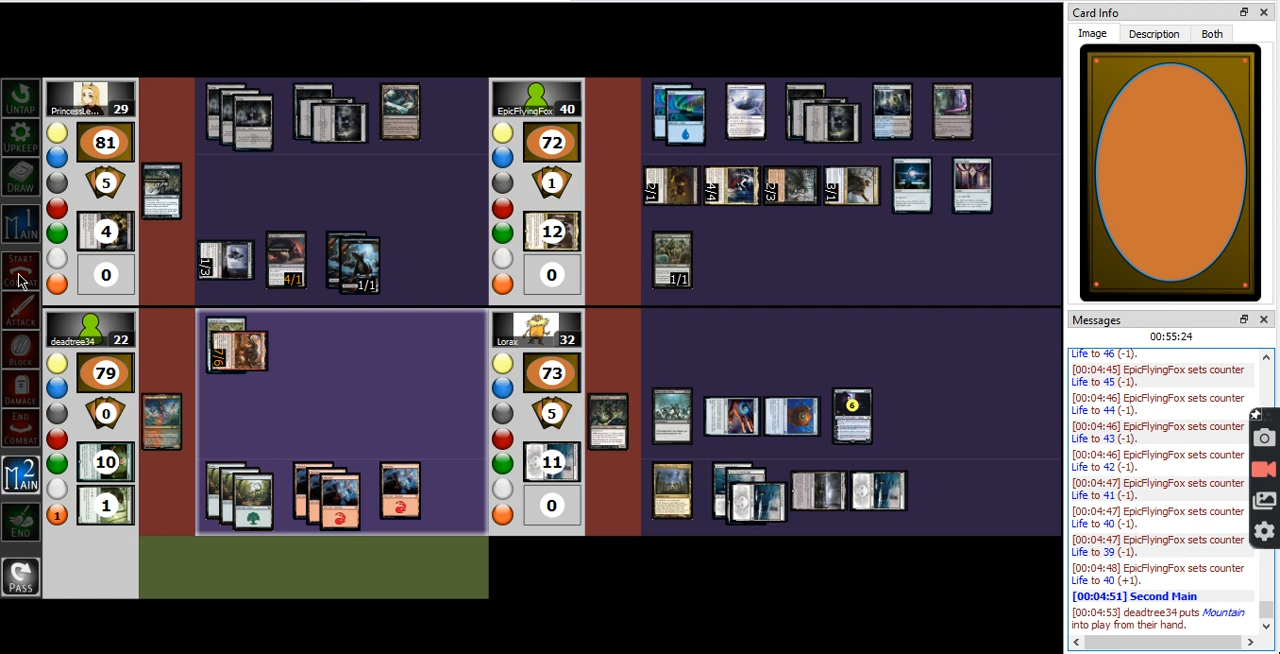 UNTAP
UPKEEP
DRAW
M1
MAIN
START
COMBAT
ATTACK
BLOCK
DAMAGE
END
COMBAT
M2
MAIN
END
PASS
PrincessLe... 29
81
5
4
0
1/3
4/1
1/1
EpicFlyingFox 40
72
1
12
0
2/1
4/4
2/3
3/1
1/1
deadtree34 22
79
0
10
1
1
7/6
Lorax 32
73
5
11
0
6
Card Info
Image Description Both
Messages
00:55:24
Life to 46 (-1).
[00:04:45] EpicFlyingFox sets counter
Life to 45 (-1).
[00:04:46] EpicFlyingFox sets counter
Life to 44 (-1).
[00:04:46] EpicFlyingFox sets counter
Life to 43 (-1).
[00:04:46] EpicFlyingFox sets counter
Life to 42 (-1).
[00:04:47] EpicFlyingFox sets counter
Life to 41 (-1).
[00:04:47] EpicFlyingFox sets counter
Life to 40 (-1).
[00:04:47] EpicFlyingFox sets counter
Life to 39 (-1).
[00:04:48] EpicFlyingFox sets counter
Life to 40 (+1).
[00:04:51] Second Main
[00:04:53] deadtree34 puts Mountain
into play from their hand.